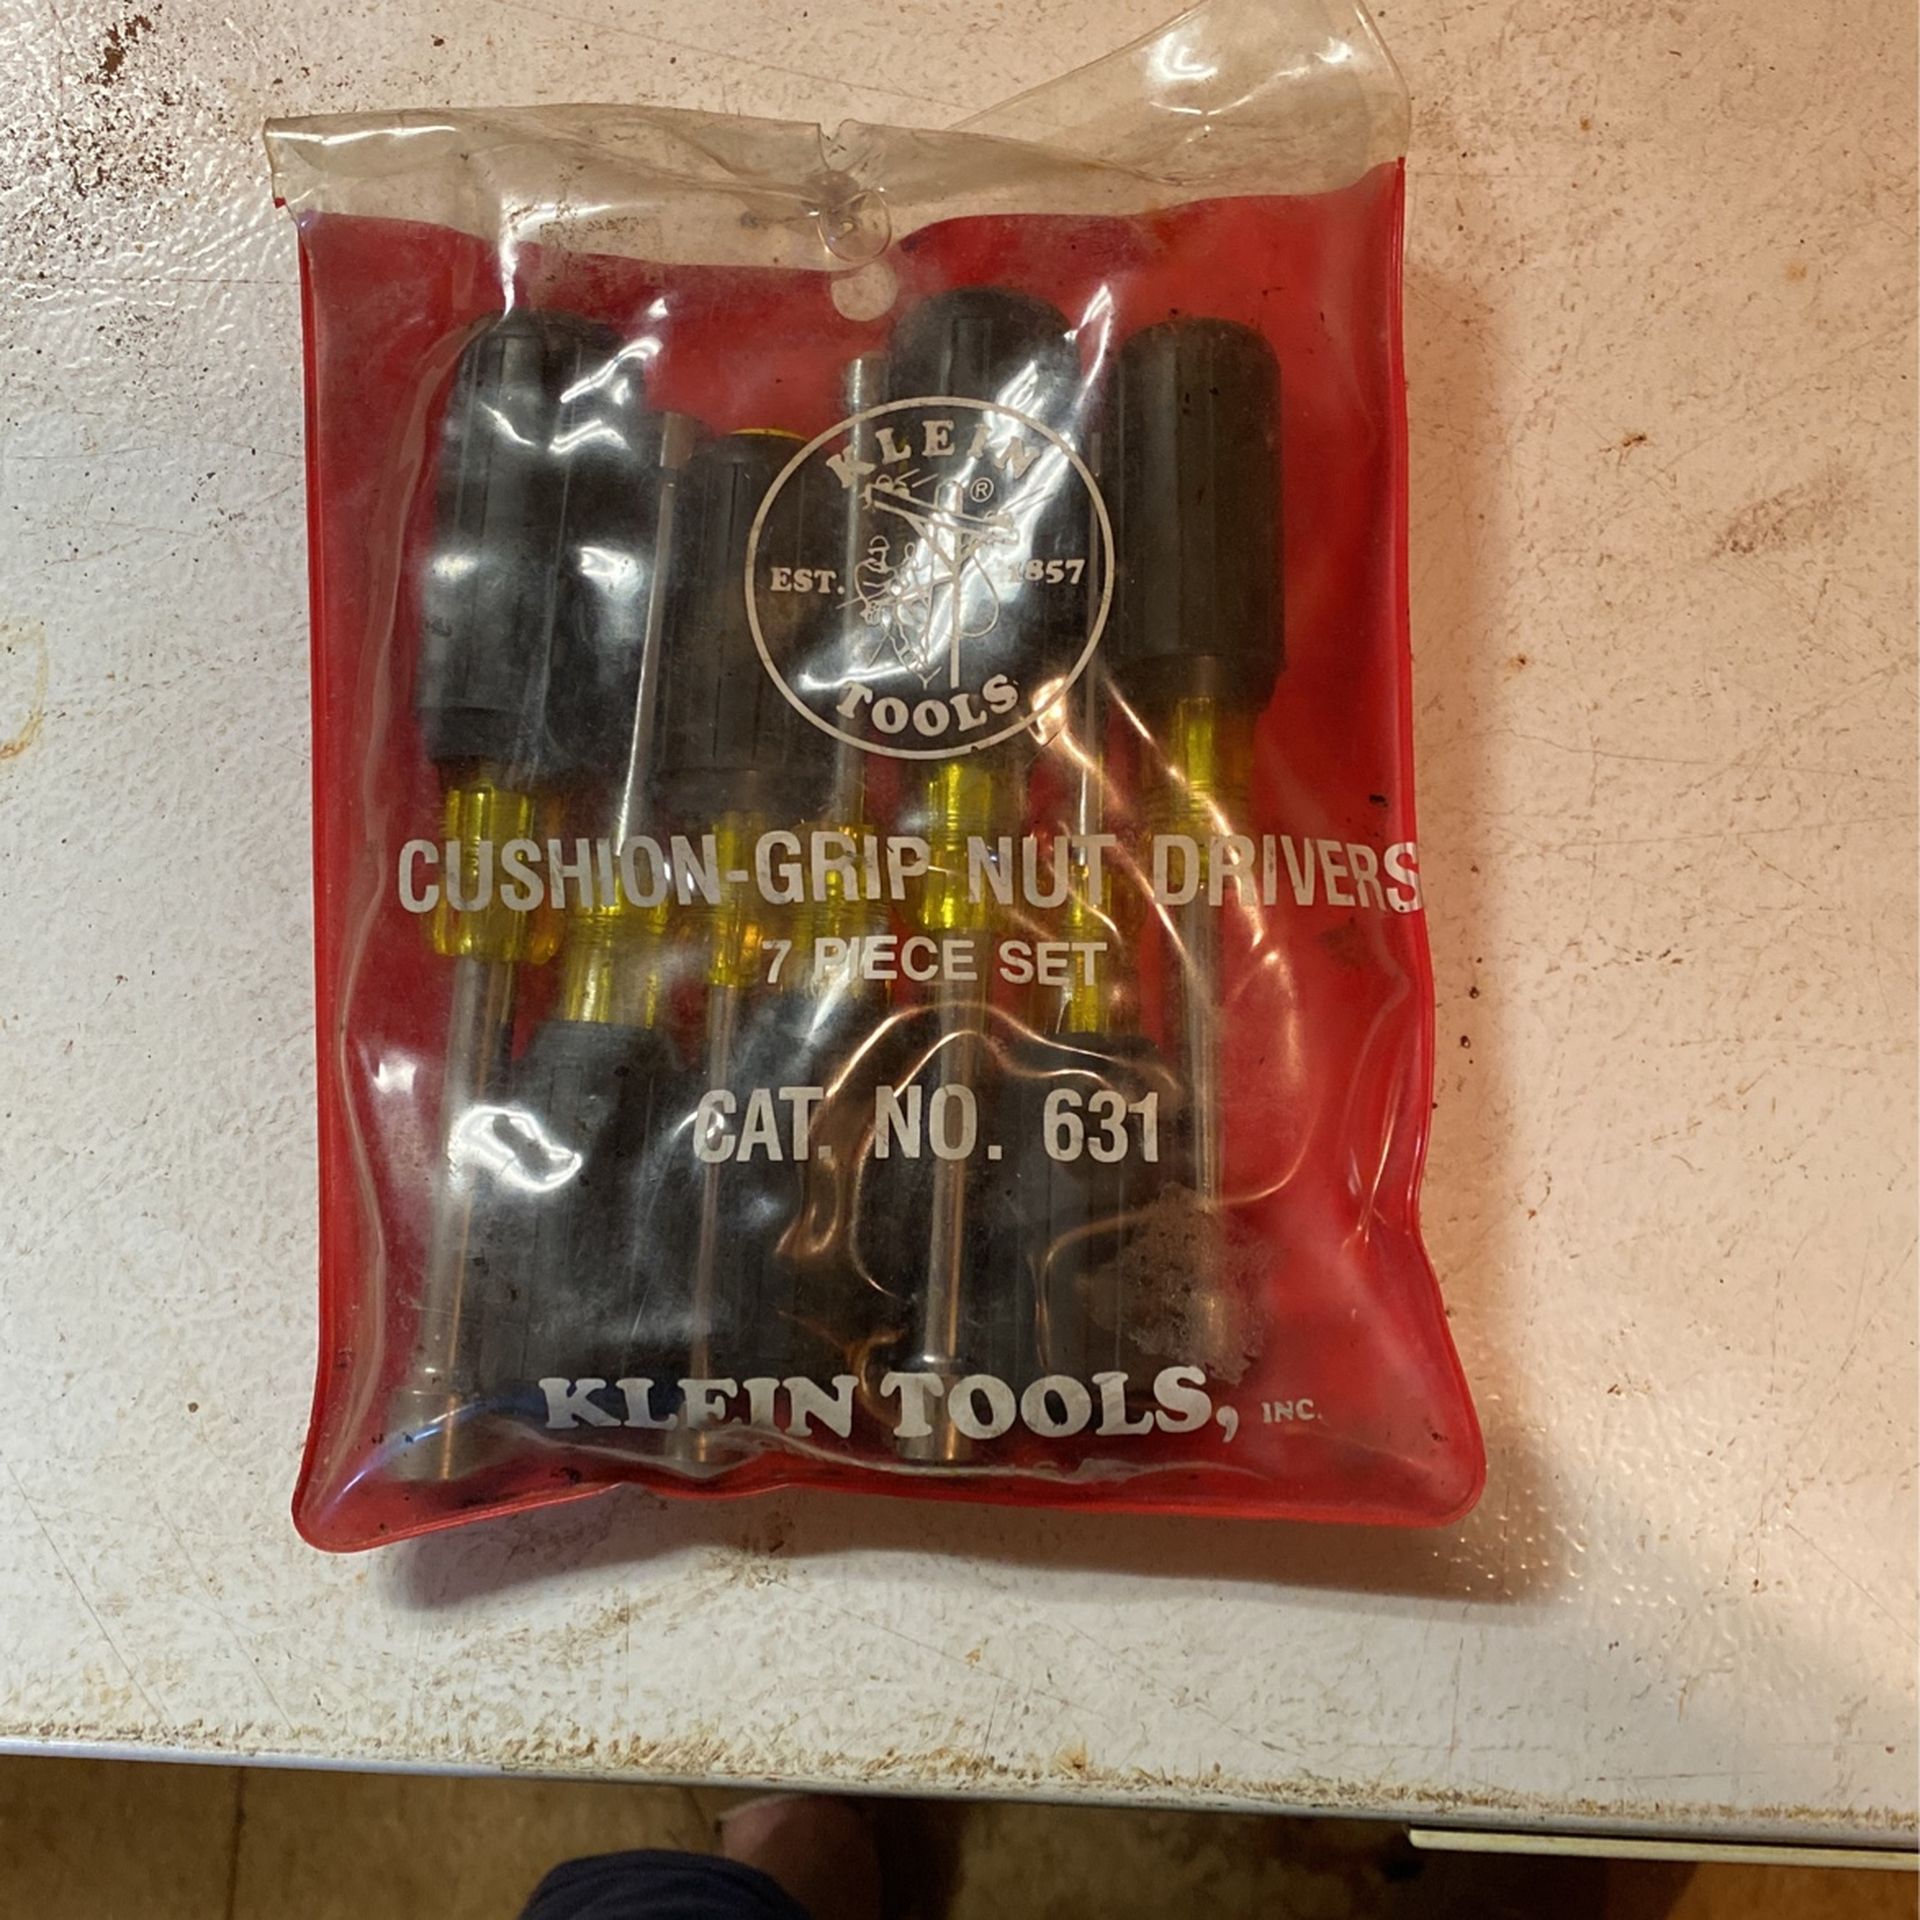 KLEIN
®
EST. 1857
TOOLS
CUSHION-GRIP NUT DRIVERS
7 PIECE SET
CAT. NO. 631
KLEIN TOOLS, INC.